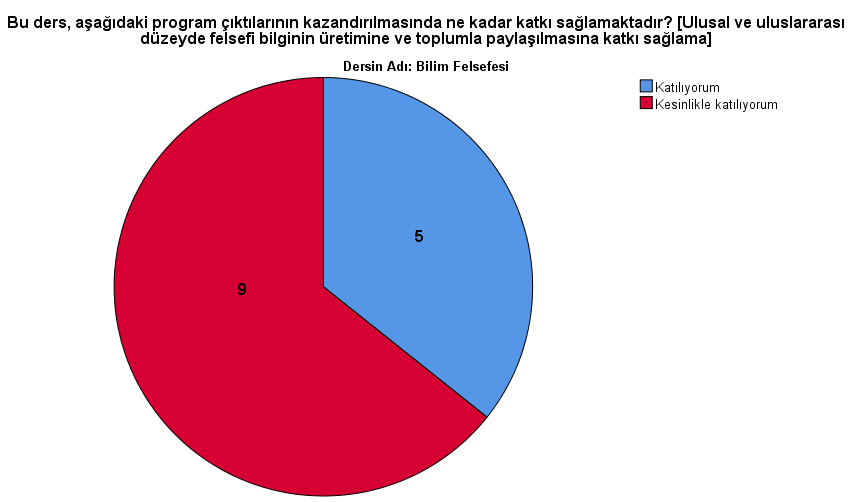 Bu ders, aşağıdaki program çıktılarının kazandırılmasında ne kadar katkı sağlamaktadır? [Ulusal ve uluslararası
düzeyde felsefi bilginin üretimine ve toplumla paylaşılmasına katkı sağlama]
Dersin Adı: Bilim Felsefesi
Katılıyorum
Kesinlikle katılıyorum
5
9